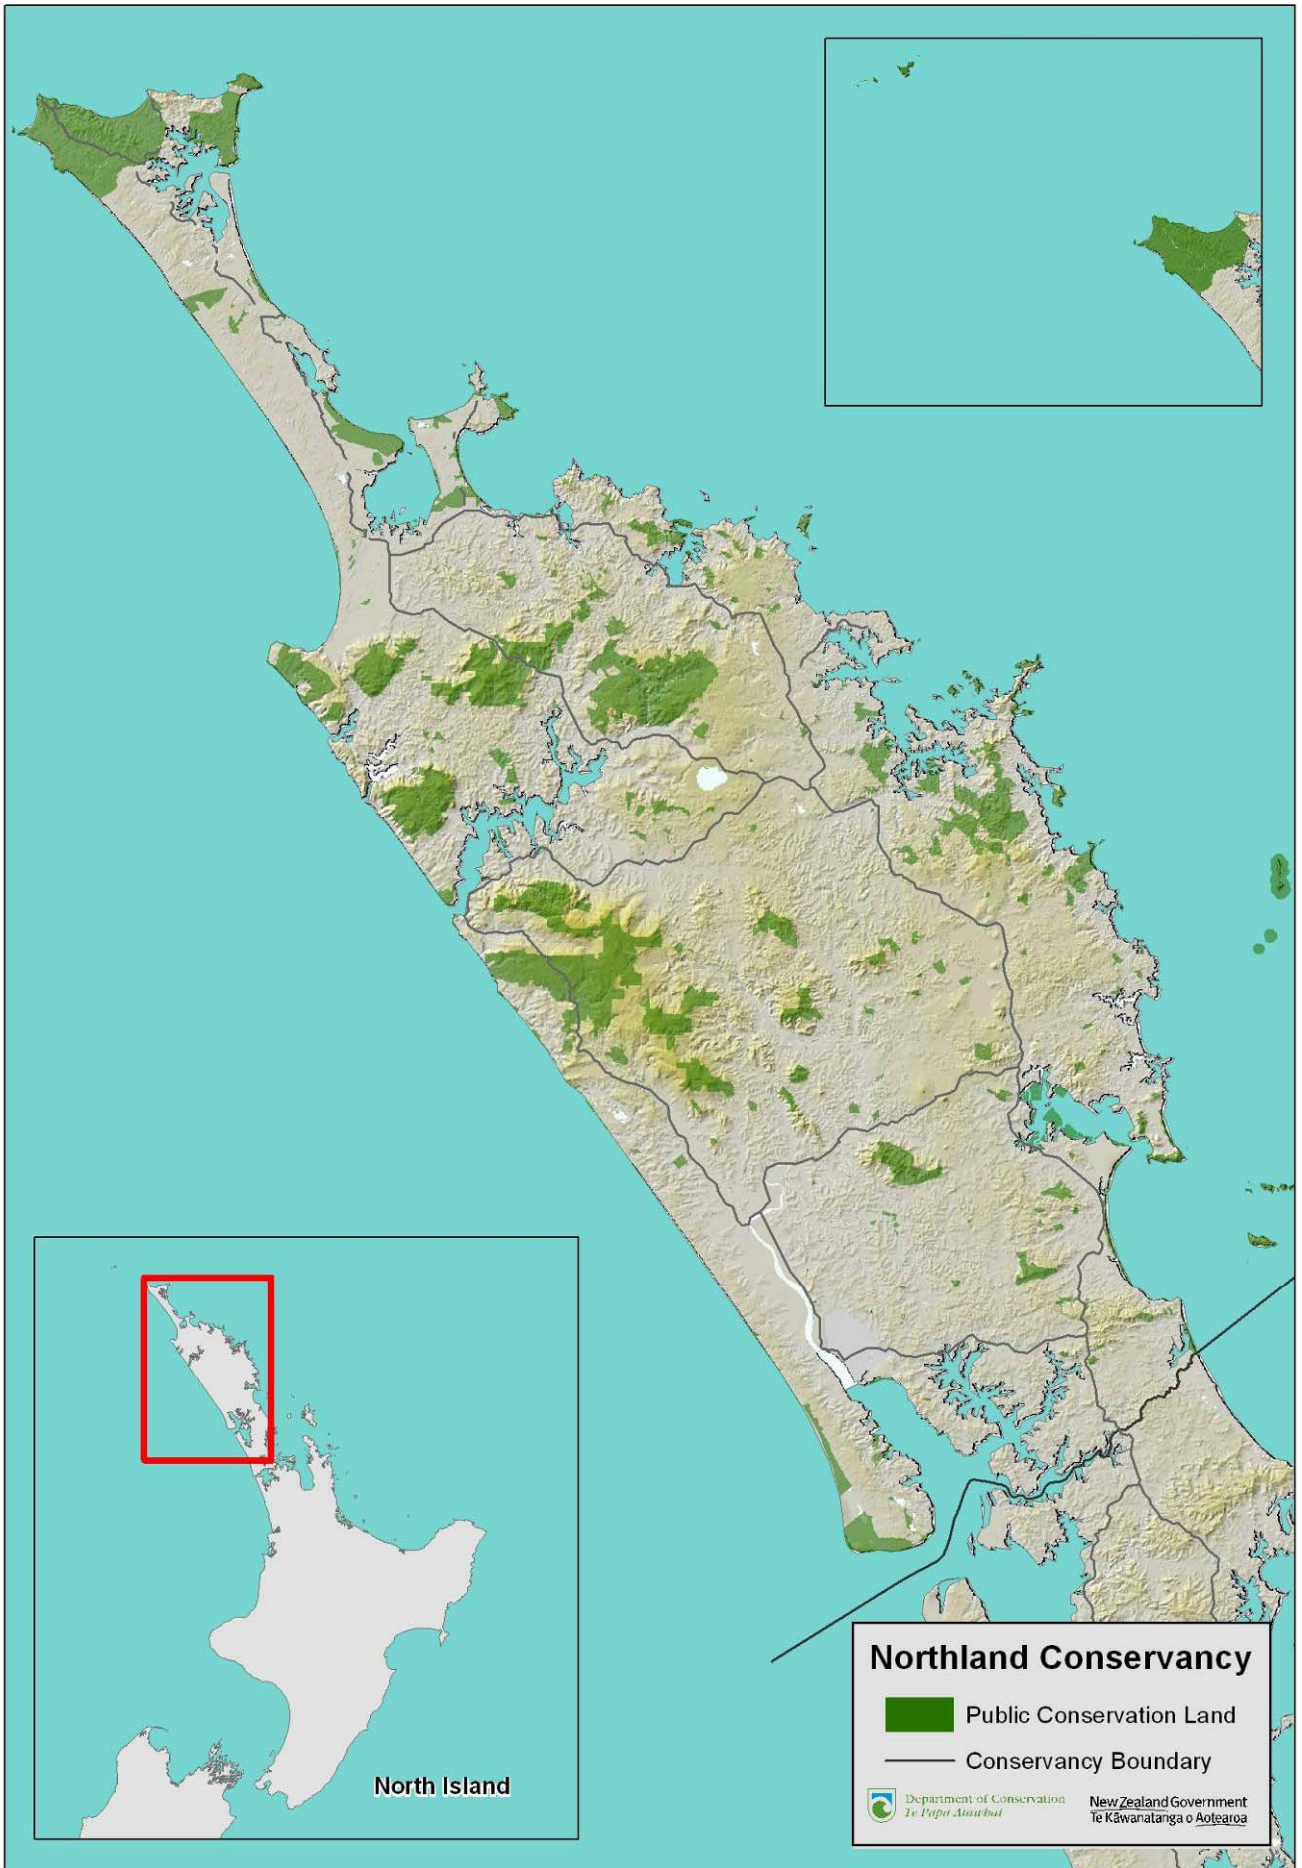 North Island
Northland Conservancy
Public Conservation Land
Conservancy Boundary
Department of Conservation
Te Papa Atawhai
New Zealand Government
Te Kāwanatanga o Aotearoa